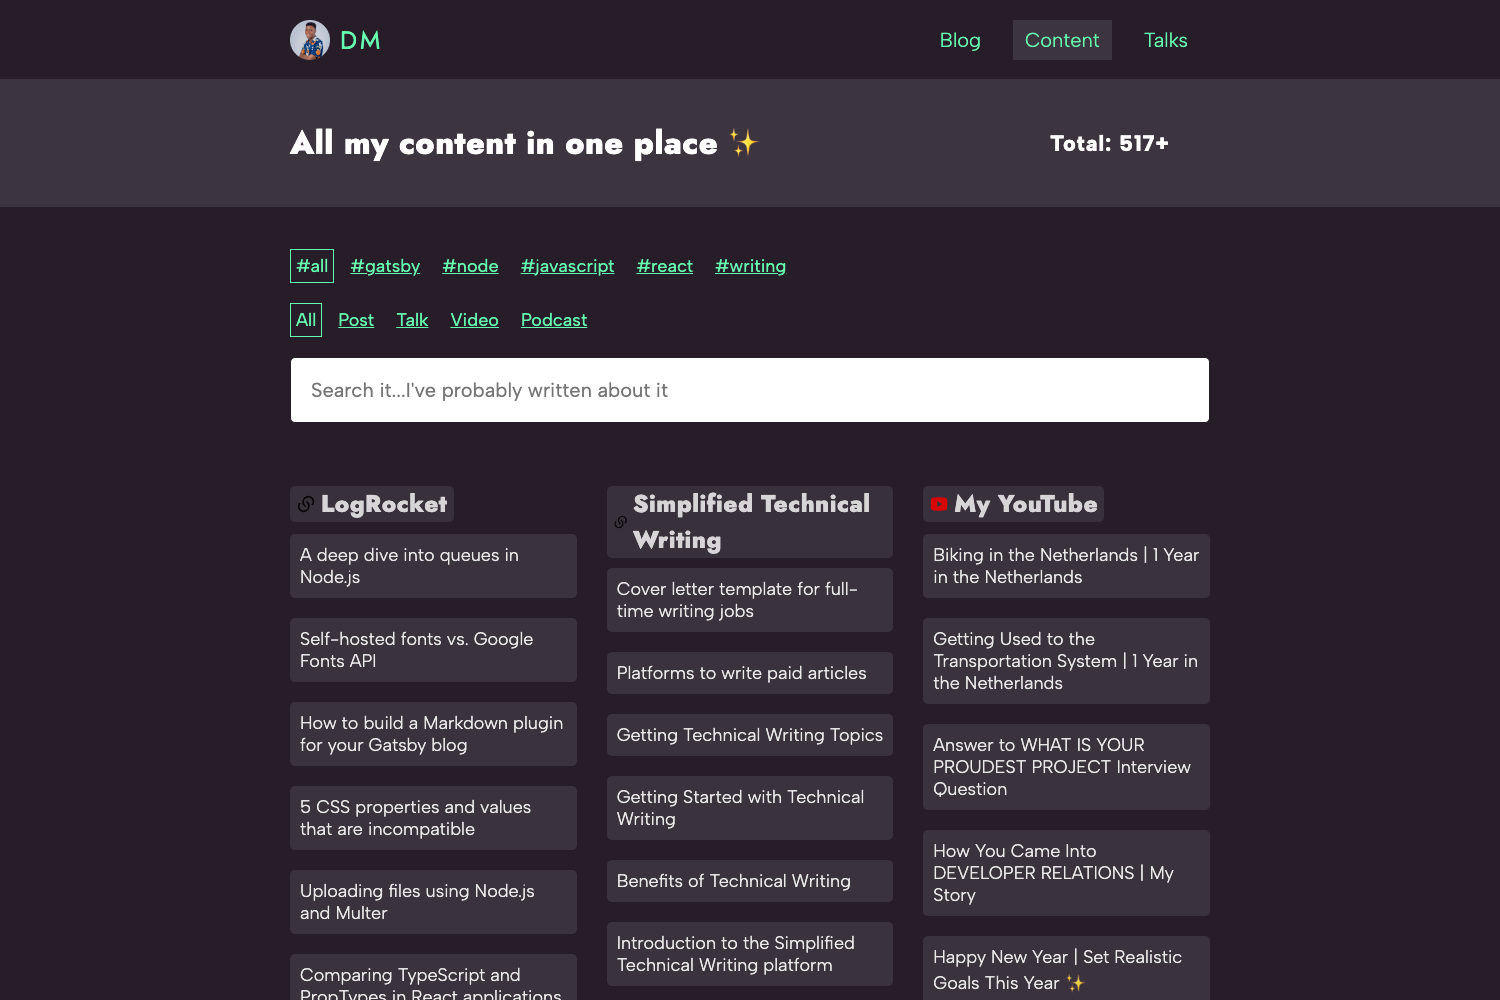 DM
Blog
Content
Talks
All my content in one place ✨
Total: 517+
#all
#gatsby
#node
#javascript
#react
#writing
All
Post
Talk
Video
Podcast
Search it...I've probably written about it
LogRocket
A deep dive into queues in
Node.js
Self-hosted fonts vs. Google
Fonts API
How to build a Markdown plugin
for your Gatsby blog
5 CSS properties and values
that are incompatible
Uploading files using Node.js
and Multer
Comparing TypeScript and
PropTypes in React applications
Simplified Technical
Writing
Cover letter template for full-
time writing jobs
Platforms to write paid articles
Getting Technical Writing Topics
Getting Started with Technical
Writing
Benefits of Technical Writing
Introduction to the Simplified
Technical Writing platform
My YouTube
Biking in the Netherlands | 1 Year
in the Netherlands
Getting Used to the
Transportation System | 1 Year in
the Netherlands
Answer to WHAT IS YOUR
PROUDEST PROJECT Interview
Question
How You Came Into
DEVELOPER RELATIONS | My
Story
Happy New Year | Set Realistic
Goals This Year ✨